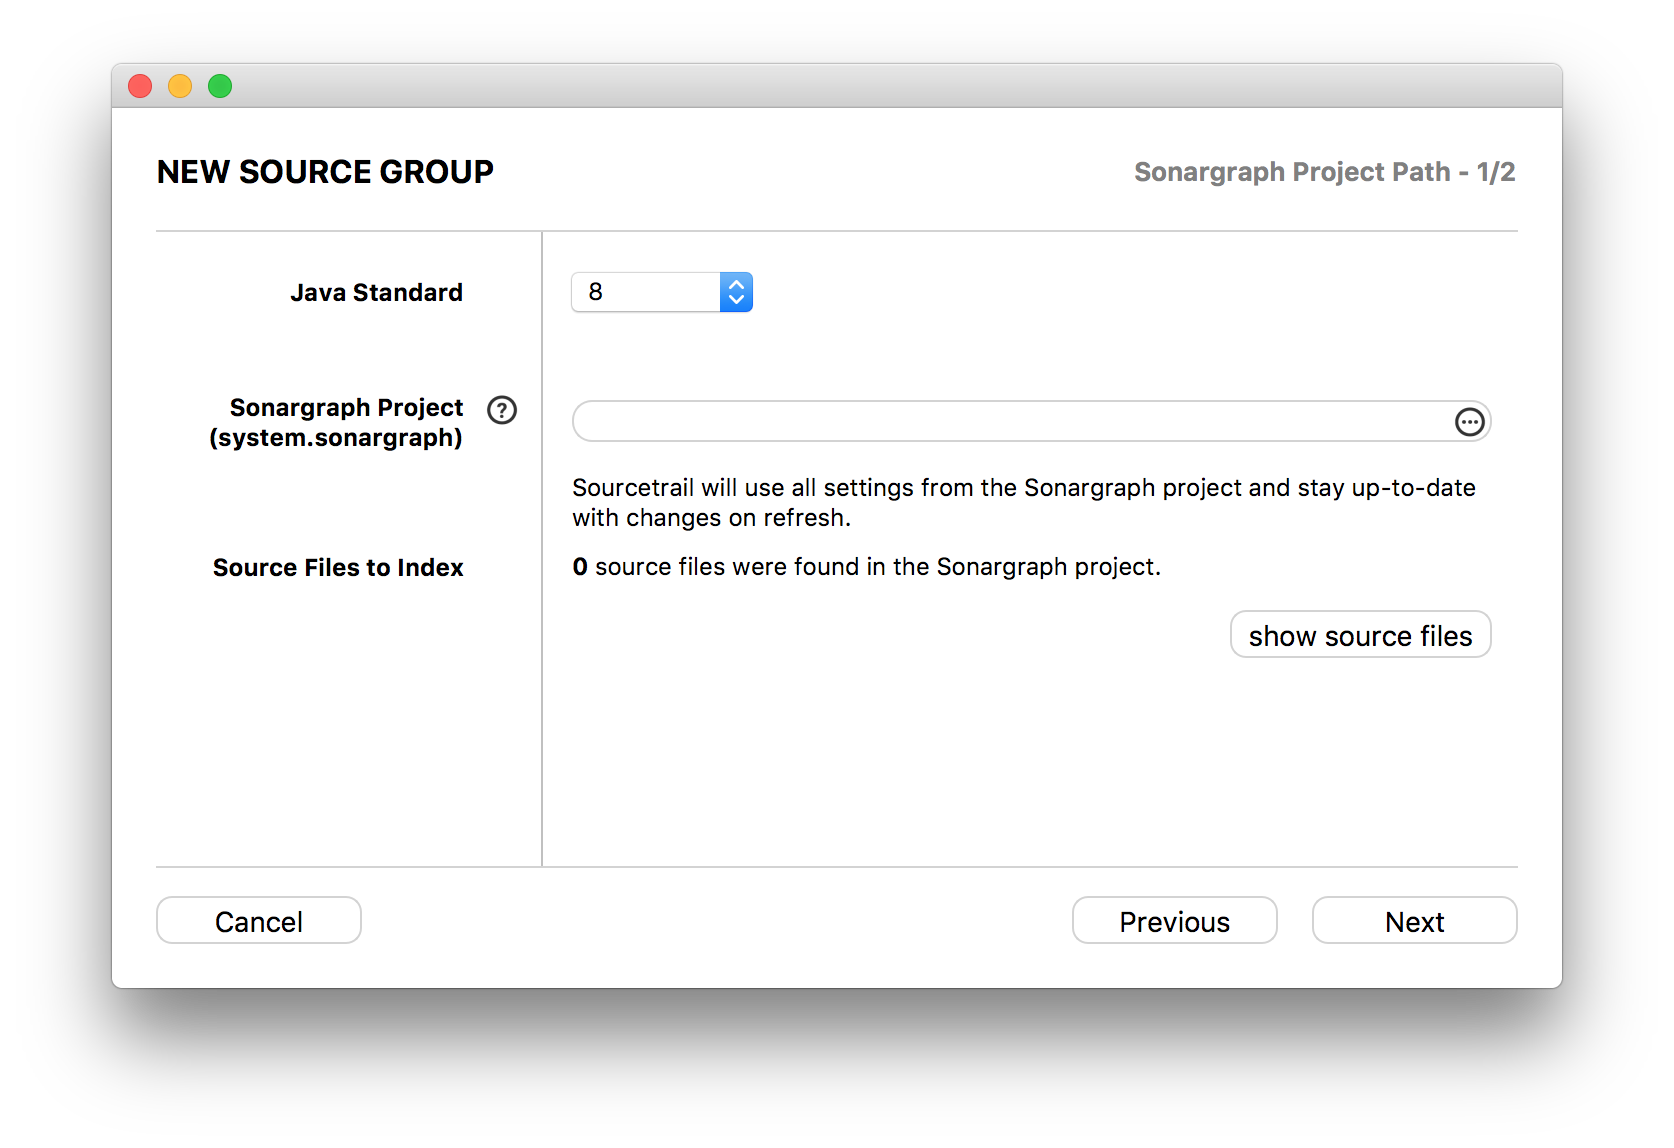 NEW SOURCE GROUP
Sonargraph Project Path - 1/2
Java Standard
8
Sonargraph Project
(system.sonargraph)
?
Sourcetrail will use all settings from the Sonargraph project and stay up-to-date
with changes on refresh.
Source Files to Index
0 source files were found in the Sonargraph project.
show source files
Cancel
Previous
Next